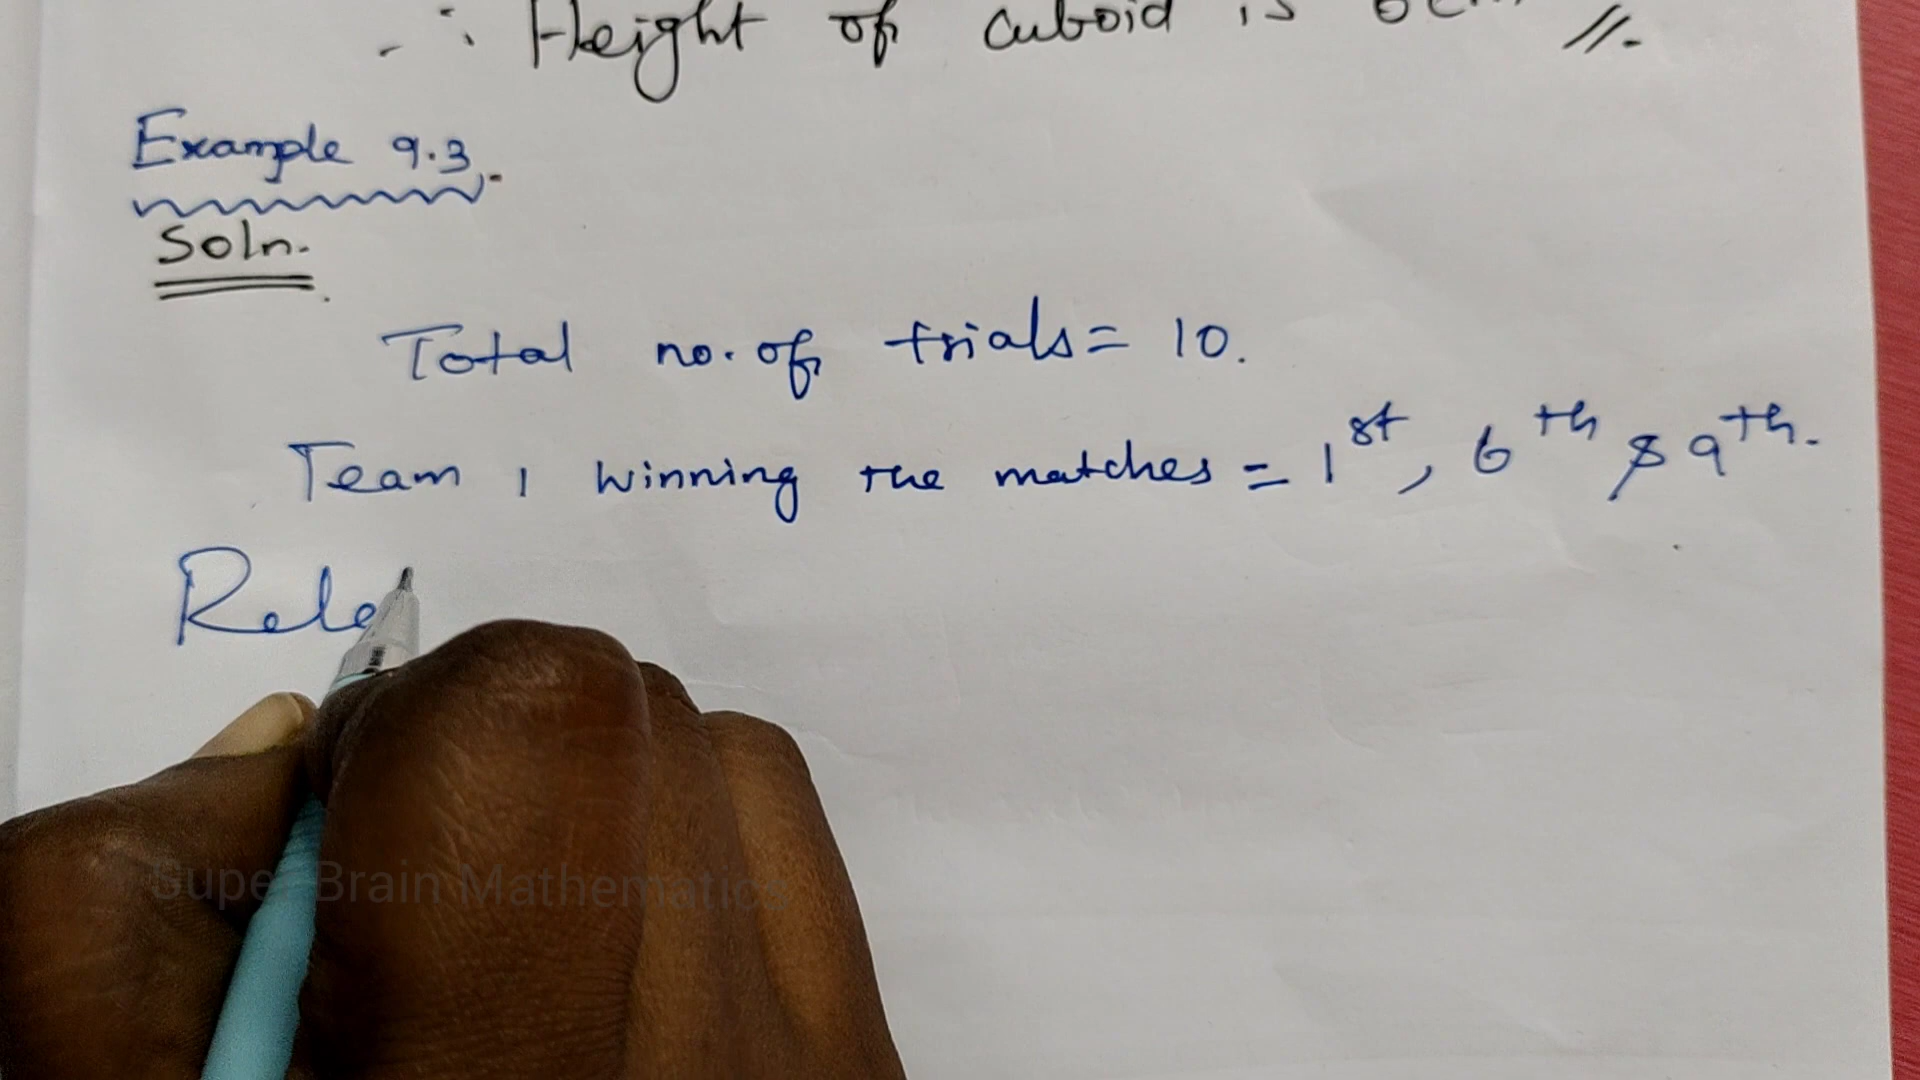 ∴ Height of cuboid is
Example 9.3.
Soln.
Total no. of trials = 10.
Team 1 winning the matches = 1st, 6th & 9th.
Rele
Super Brain Mathematics